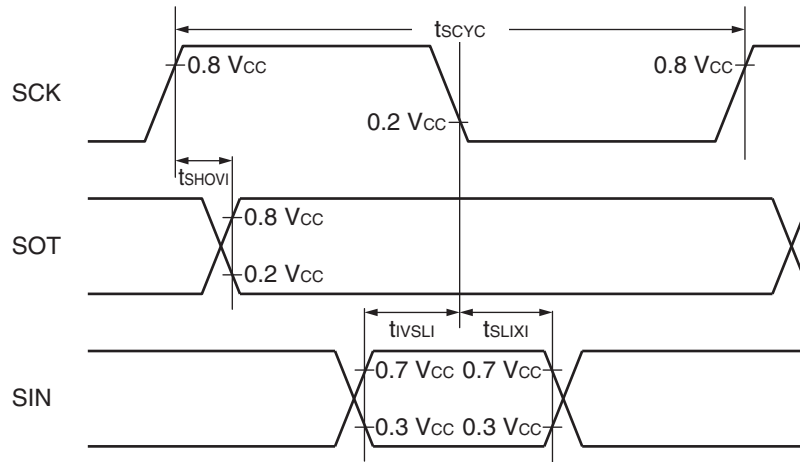 tSCYC
SCK
0.8 VCC
0.8 VCC
0.2 VCC
tSHOVI
SOT
0.8 VCC
0.2 VCC
tIVSLI
tSLIXI
SIN
0.7 VCC
0.7 VCC
0.3 VCC
0.3 VCC